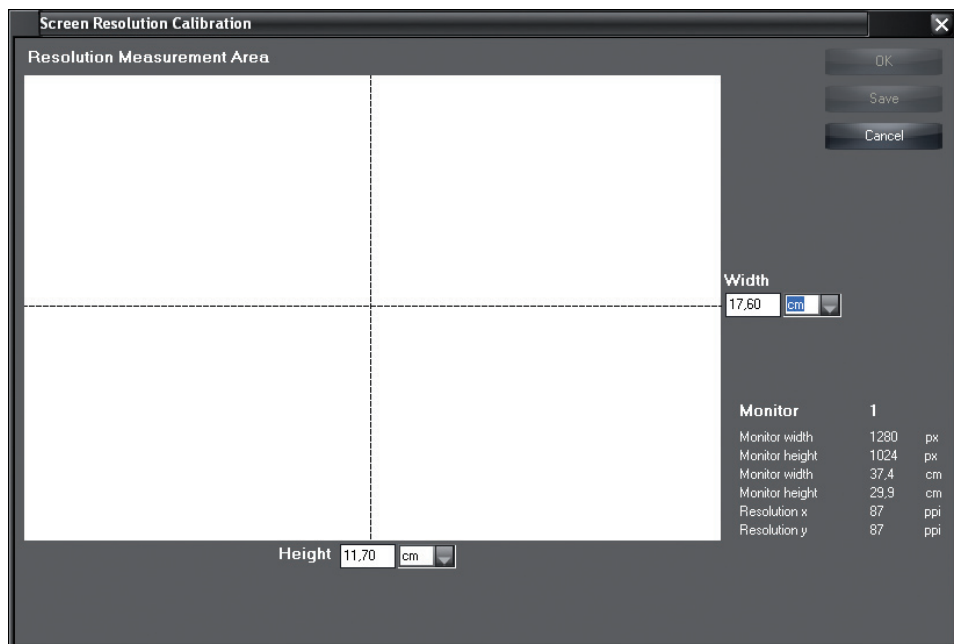 Screen Resolution Calibration
Resolution Measurement Area
OK
Save
Cancel
Width
17,60 cm
Monitor 1
Monitor width 1280 px
Monitor height 1024 px
Monitor width 37,4 cm
Monitor height 29,9 cm
Resolution x 87 ppi
Resolution y 87 ppi
Height 11,70 cm